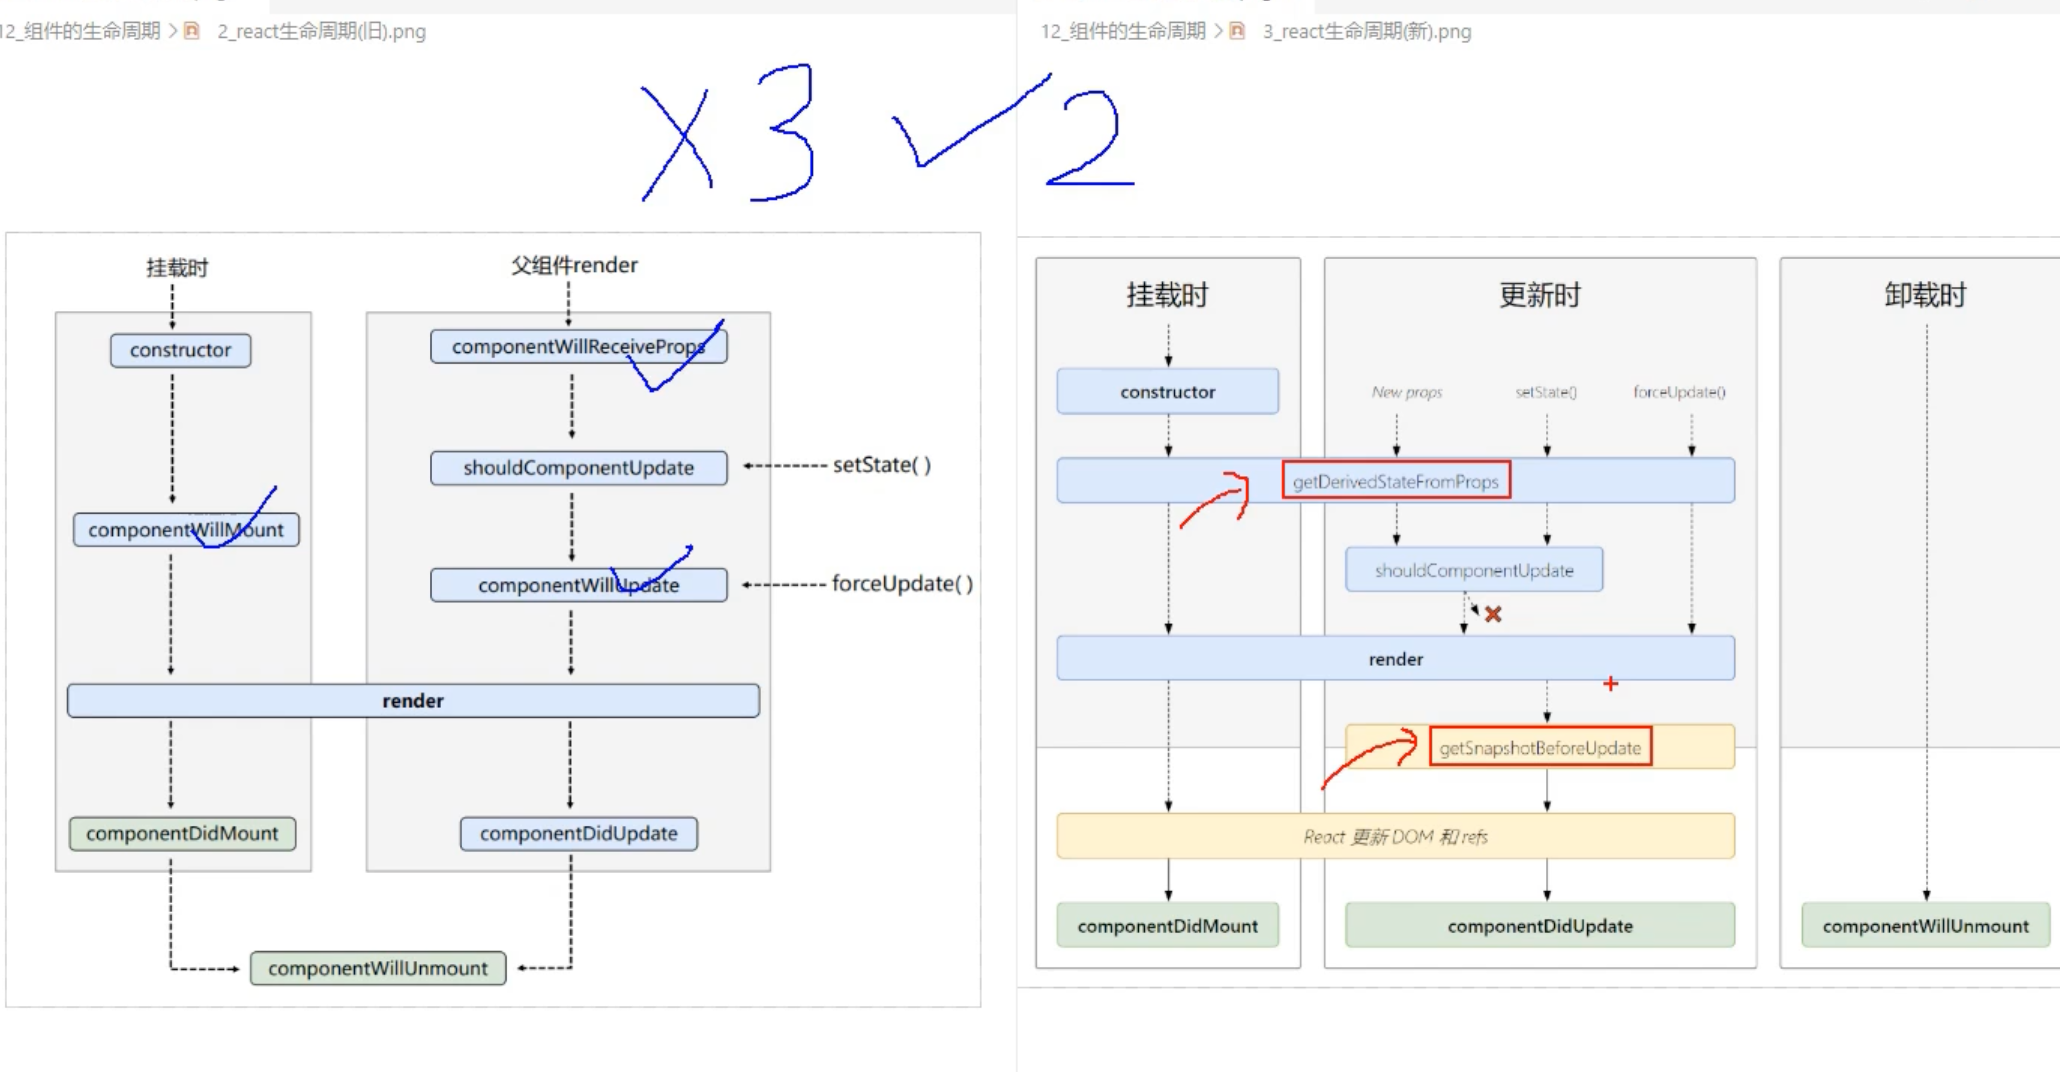 12_组件的生命周期 > 2_react生命周期(旧).png
X 3 ✓ 2
挂载时
父组件render
constructor
componentWillReceiveProps
shouldComponentUpdate
setState( )
componentWillMount
componentWillUpdate
forceUpdate( )
render
componentDidMount
componentDidUpdate
componentWillUnmount
12_组件的生命周期 > 3_react生命周期(新).png
挂载时
更新时
卸载时
constructor
New props
setState()
forceUpdate()
getDerivedStateFromProps
shouldComponentUpdate
render
getSnapshotBeforeUpdate
React 更新 DOM 和 refs
componentDidMount
componentDidUpdate
componentWillUnmount